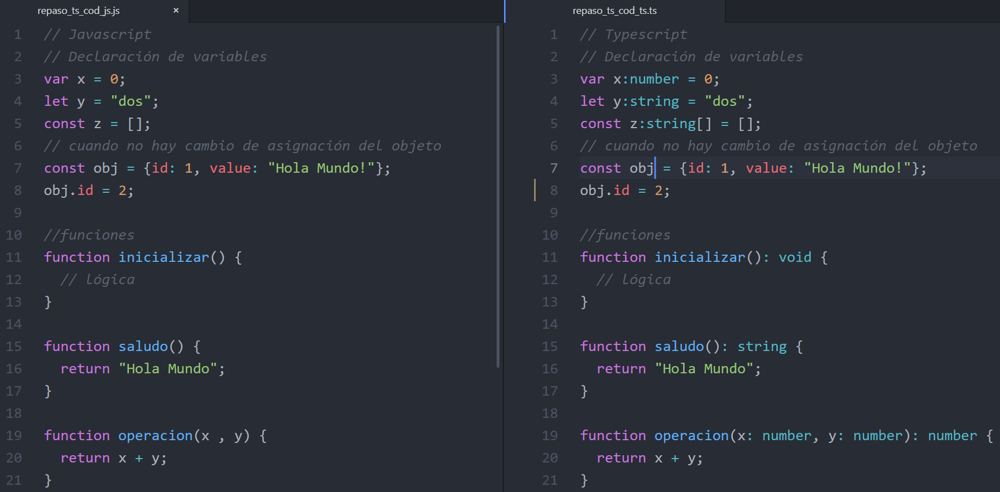 repaso_ts_cod_js.js ×
1 // Javascript
2 // Declaración de variables
3 var x = 0;
4 let y = "dos";
5 const z = [];
6 // cuando no hay cambio de asignación del objeto
7 const obj = {id: 1, value: "Hola Mundo!"};
8 obj.id = 2;
9
10 //funciones
11 function inicializar() {
12   // lógica
13 }
14
15 function saludo() {
16   return "Hola Mundo";
17 }
18
19 function operacion(x , y) {
20   return x + y;
21 }
repaso_ts_cod_ts.ts
1 // Typescript
2 // Declaración de variables
3 var x:number = 0;
4 let y:string = "dos";
5 const z:string[] = [];
6 // cuando no hay cambio de asignación del objeto
7 const obj = {id: 1, value: "Hola Mundo!"};
8 obj.id = 2;
9
10 //funciones
11 function inicializar(): void {
12   // lógica
13 }
14
15 function saludo(): string {
16   return "Hola Mundo";
17 }
18
19 function operacion(x: number, y: number): number {
20   return x + y;
21 }